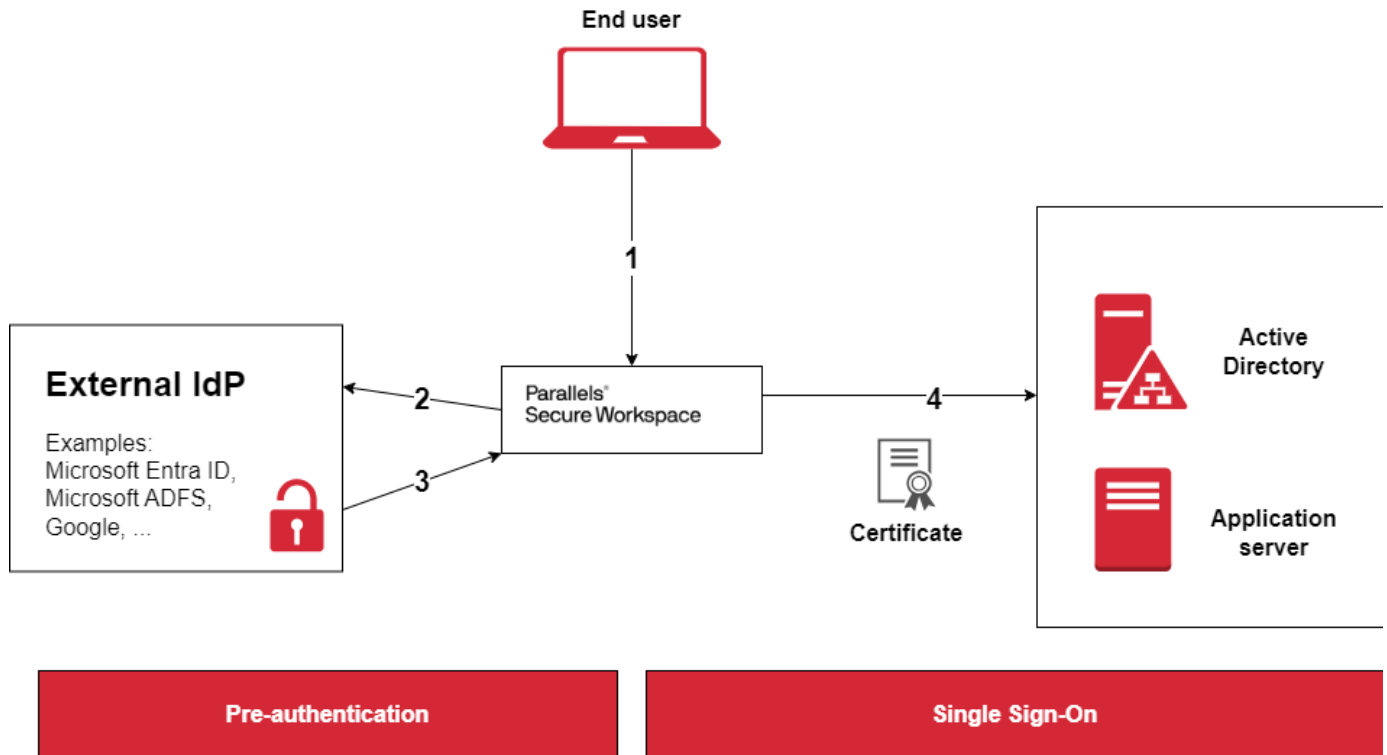 End user
1
External IdP
Examples:
Microsoft Entra ID,
Microsoft ADFS,
Google, ...
2
3
Parallels®
Secure Workspace
4
Certificate
Active
Directory
Application
server
Pre-authentication
Single Sign-On